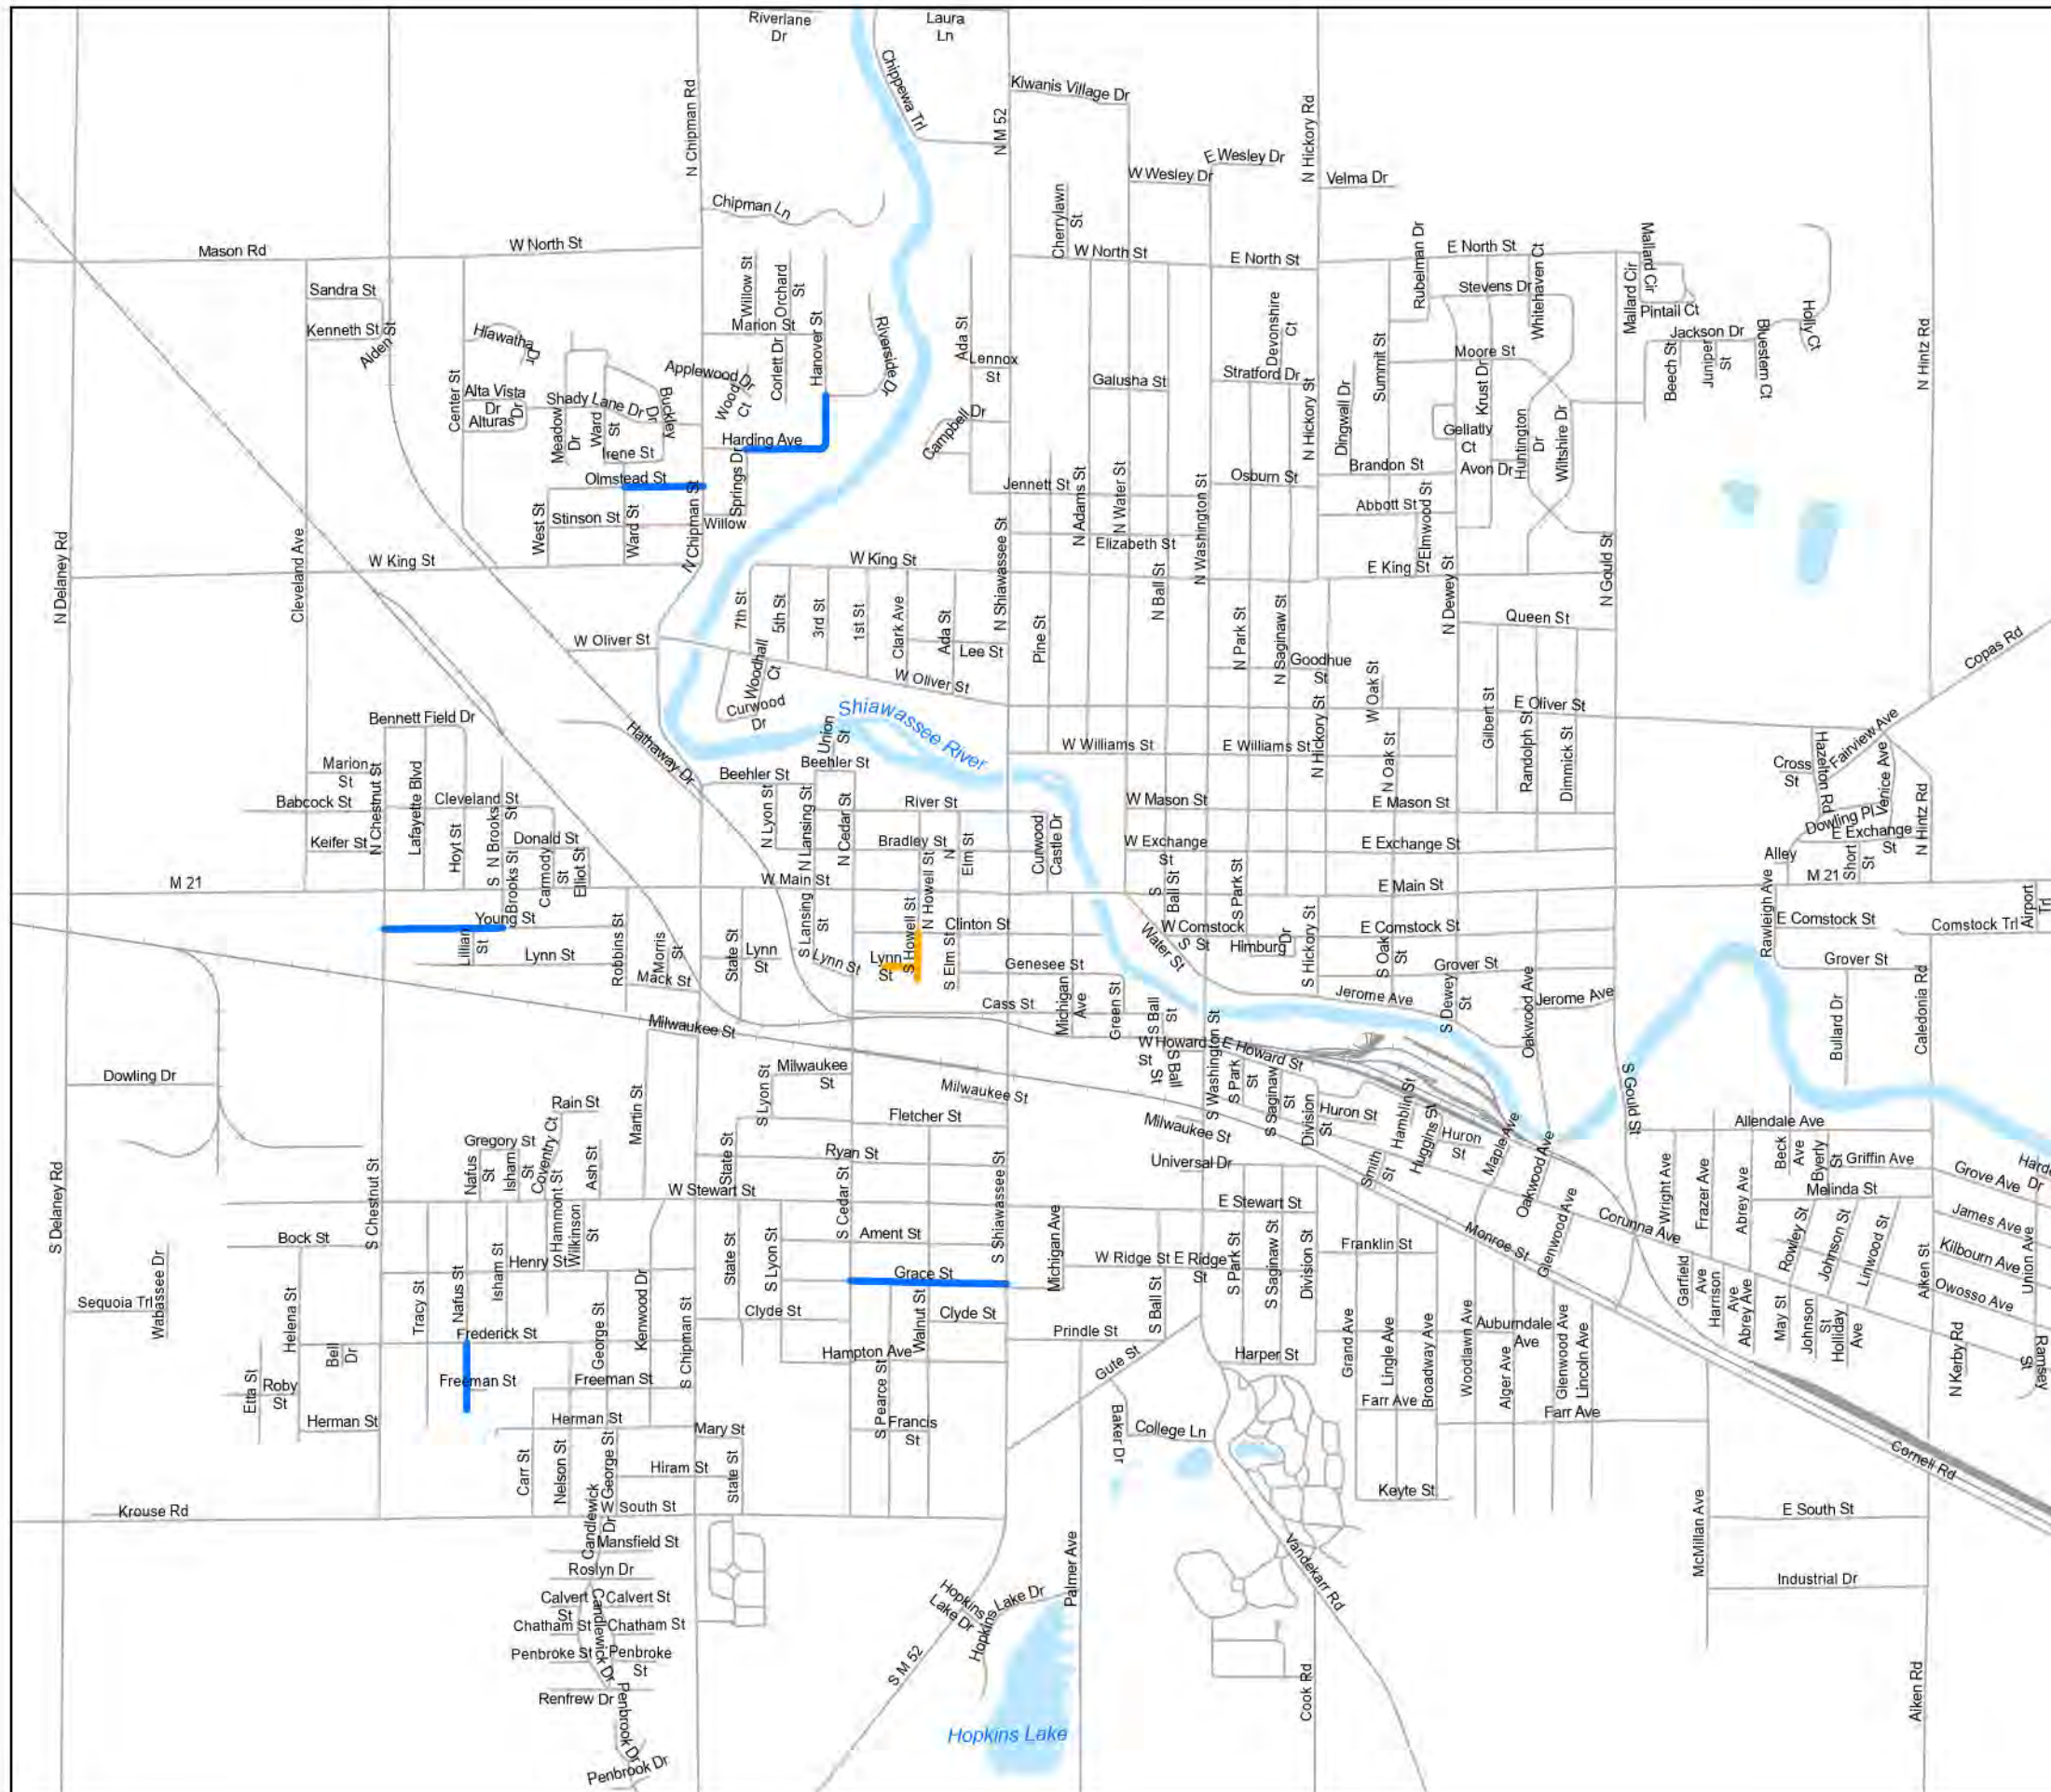 Riverlane
Dr
Laura
Ln
Chippewa Trl
N Chipman Rd
Kiwanis Village Dr
N M 52
N Hickory Rd
E Wesley Dr
W Wesley Dr
Velma Dr
Chipman Ln
Cherrylawn
St
Mason Rd
W North St
W North St
E North St
Rubelman Dr
E North St
Whitehaven Ct
Mallard Cir
Mallard Cir
Sandra St
Kenneth St
Alden St
Willow St
Orchard
St
Stevens Dr
Pintail Ct
Marion St
Hanover St
Riverside Dr
Ada St
Devonshire
Ct
Summit St
Jackson Dr
Juniper
St
Bluestem Ct
Holly Ct
N Hintz Rd
Hiawatha
Dr
Center St
Corlett Dr
Lennox
St
Moore St
Beech St
Applewood Dr
Wood
Ct
Galusha St
Stratford Dr
N Hickory St
Dingwall Dr
Krust Dr
Alta Vista
Dr
Alturas
Dr
Shady Lane Dr
Buckley
Dr
Meadow
Dr
Ward
St
Campbell Dr
Gellatly
Ct
Huntington
Dr
Wiltshire Dr
Harding Ave
Irene St
Olmstead St
Springs Dr
Jennett St
Osburn St
Brandon St
Avon Dr
N Adams St
N Water St
N Washington St
Abbott St
Elmwood St
West St
Stinson St
Ward St
Willow
N Chipman St
N Shiawassee St
Elizabeth St
N Ball St
N Delaney Rd
Cleveland Ave
W King St
W King St
E King St
N Dewey St
N Gould St
7th St
5th St
3rd St
1st St
Clark Ave
Ada St
Lee St
Pine St
N Park St
N Saginaw St
Goodhue
St
Queen St
Copas Rd
W Oliver St
Woodhall
Ct
W Oliver St
Curwood
Dr
W Oak St
E Oliver St
Gilbert St
Randolph St
Dimmick St
Shiawassee River
Bennett Field Dr
Hathaway Dr
Union
St
W Williams St
E Williams St
N Hickory St
N Oak St
Hazelton Rd
Fairview Ave
Venice Ave
Cross
St
Marion
St
N Chestnut St
Lafayette Blvd
Beehler St
Beehler St
Babcock St
Cleveland St
N Brooks
St
N Lyon St
N Lansing St
N Cedar St
River St
Curwood
Castle Dr
W Mason St
E Mason St
N Hintz Rd
Dowling Pl
Keifer St
Hoyt St
Donald St
Bradley St
N
Elm St
W Exchange
St
E Exchange St
E Exchange
St
Alley
Short
St
S
Brooks St
Carmody
St
Elliot St
M 21
W Main St
N Howell St
S
Ball St
S Park St
E Main St
M 21
Airport
Trl
Young St
S Lansing
St
S Howell St
Clinton St
W Comstock
St
S Hickory St
E Comstock St
Rawleigh Ave
E Comstock St
Comstock Trl
Lillian
St
Lynn St
Robbins St
Morris
St
State St
Lynn
St
Lynn St
Lynn
St
S Elm St
Genesee St
Water St
S
Himburg
Dr
S Oak
St
Grover St
Grover St
Mack St
Michigan
Ave
Green St
Jerome Ave
S Dewey
St
Jerome Ave
Oakwood Ave
Caledonia Rd
Cass St
Bullard Dr
Milwaukee St
S Ball
St
W Howard
St
E Howard St
S Ball
St
S Washington St
Dowling Dr
Martin St
S Lyon St
Milwaukee
St
Milwaukee St
S Park
St
S Saginaw
St
Division
St
Huron St
Hamblin St
Huggins St
Huron
St
Maple Ave
S Gould St
Rain St
Fletcher St
Milwaukee St
Allendale Ave
Gregory St
Coventry Ct
Nafus
St
Isham
St
Hammont St
Ash St
State St
Ryan St
Universal Dr
Smith
St
Oakwood Ave
Beck
Ave
Byerly
St
Griffin Ave
Harde
Dr
Grove Ave
S Delaney Rd
S Chestnut St
W Stewart St
E Stewart St
Wright Ave
Frazer Ave
Abrey Ave
Melinda St
Bock St
Henry St
Wilkinson
St
S Cedar St
Ament St
S Shiawassee St
Michigan Ave
W Ridge St
E Ridge
St
Franklin St
Monroe St
Glenwood Ave
Corunna Ave
Rowley St
Johnson St
Linwood St
James Ave
Kilbourn Ave
Owosso Ave
Union Ave
Wabassee Dr
Sequoia Trl
Helena St
Tracy St
Nafus St
Isham St
Kenwood Dr
State St
S Lyon St
Grace St
Walnut St
Clyde St
Clyde St
S Ball St
S Park St
S Saginaw St
Division St
Garfield
Ave
Harrison
Ave
Abrey Ave
Aiken St
Frederick St
George St
S Chipman St
Prindle St
Grand Ave
Lingle Ave
Broadway Ave
Woodlawn Ave
Auburndale
Ave
Alger Ave
Glenwood Ave
Lincoln Ave
May St
Johnson
St
Holliday
Ave
N Kerby Rd
Ramsey
St
Bell
Dr
Hampton Ave
Gute St
Harper St
Etta St
Roby
St
Freeman St
Freeman St
S Pearce St
Farr Ave
Farr Ave
Herman St
Herman St
Mary St
Francis
St
Baker Dr
College Ln
Cornell Rd
Carr St
Nelson St
George St
Hiram St
State St
Keyte St
Krouse Rd
W South St
E South St
Candlewick
Dr
Mansfield St
Vandekarr Rd
McMillan Ave
Roslyn Dr
Palmer Ave
Industrial Dr
Calvert
St
Calvert St
Hopkins
Lake Dr
Hopkins Lake Dr
Chatham St
Chatham St
Candlewick Dr
Penbroke St
Penbroke
St
S M 52
Renfrew Dr
Penbrook Dr
Cook Rd
Aiken Rd
Hopkins Lake
Penbrook Dr